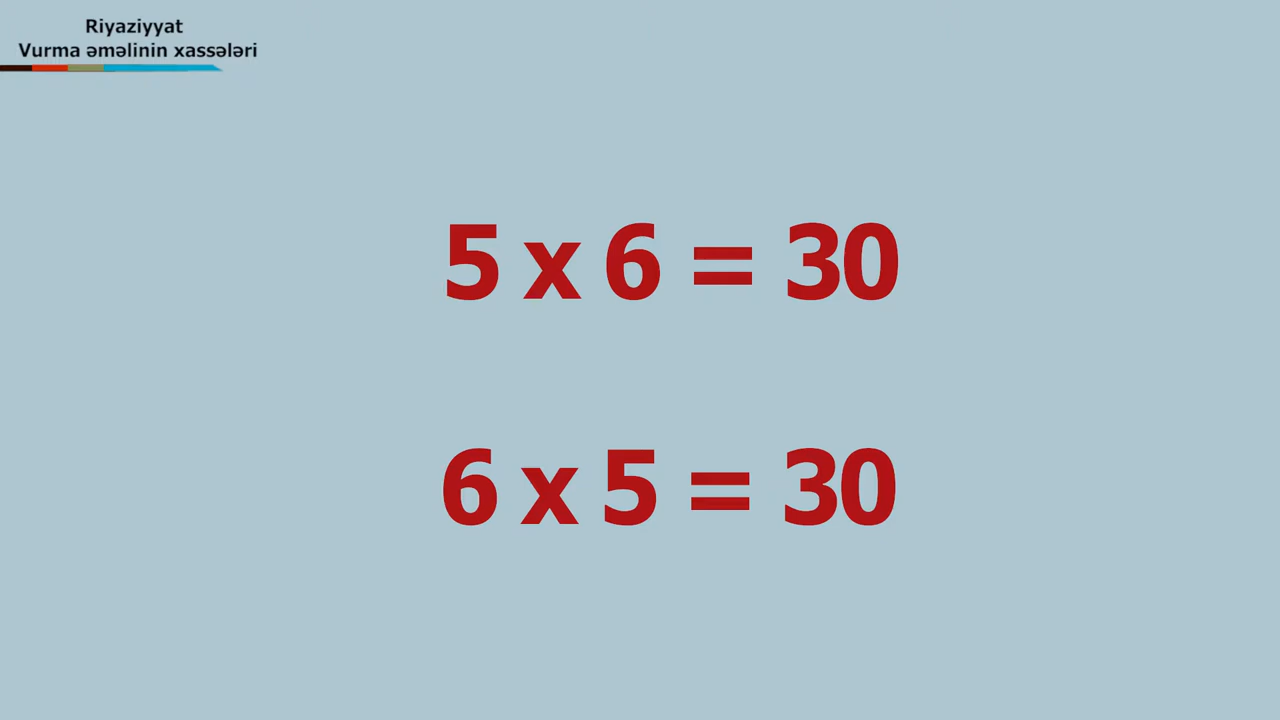 Riyaziyyat
Vurma əməlinin xassələri
5 x 6 = 30
6 x 5 = 30